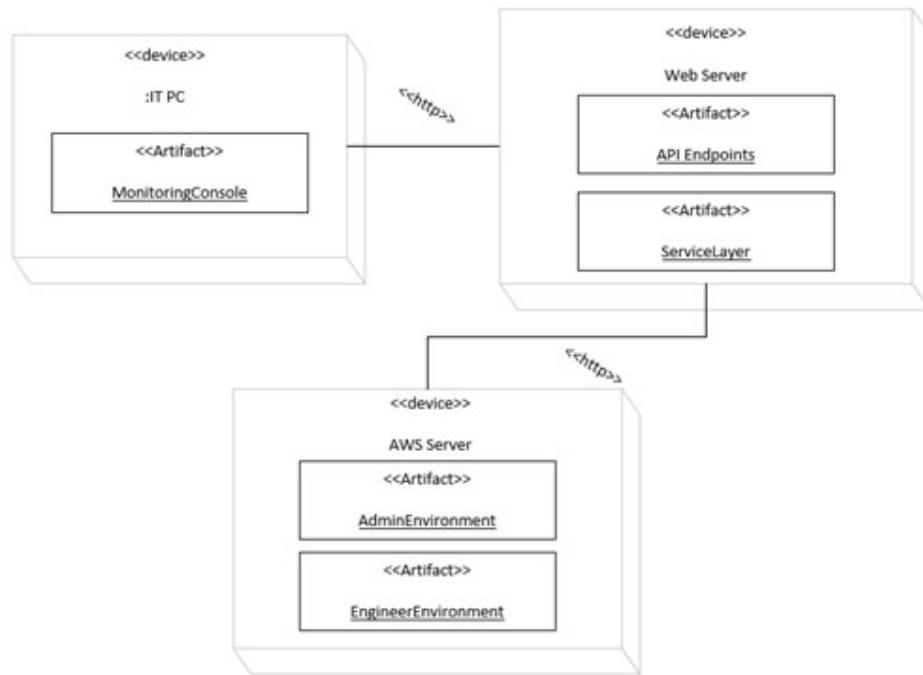 <<device>>
:IT PC
<<Artifact>>
MonitoringConsole
<<http>>
<<device>>
Web Server
<<Artifact>>
API Endpoints
<<Artifact>>
ServiceLayer
<<http>>
<<device>>
AWS Server
<<Artifact>>
AdminEnvironment
<<Artifact>>
EngineerEnvironment